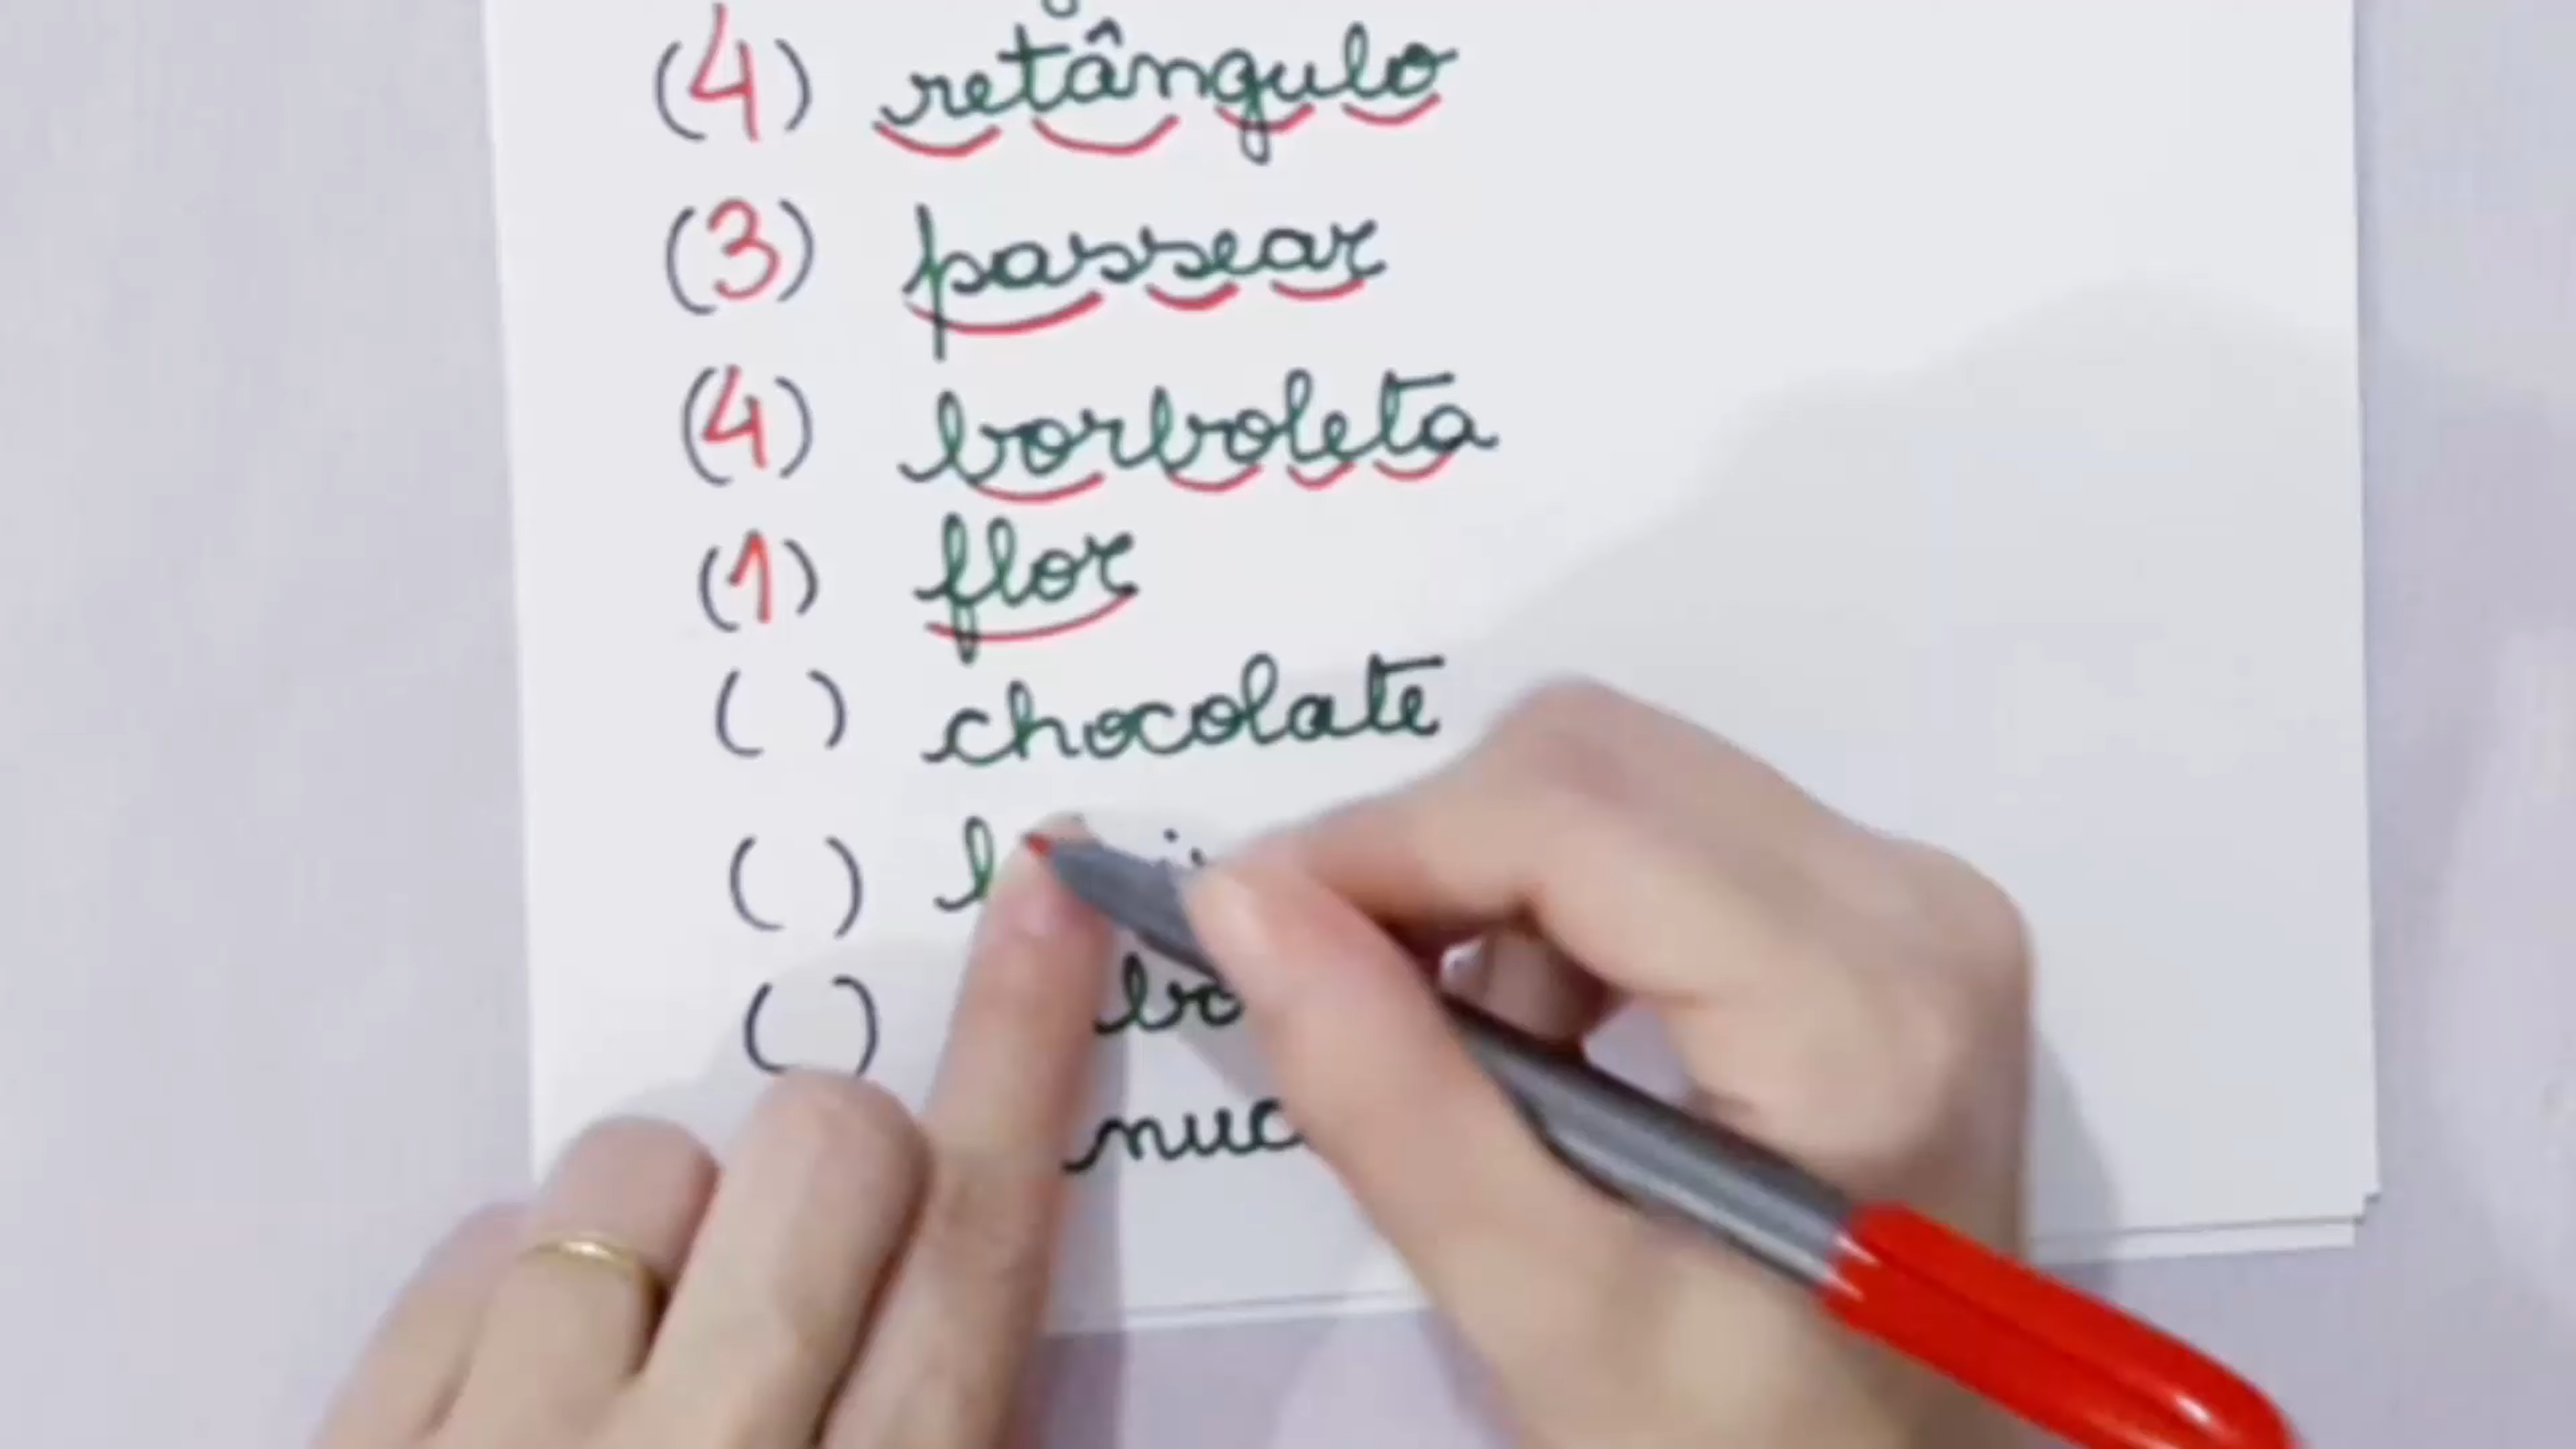 (4) retângulo
(3) passear
(4) borboleta
(1) flor
( ) chocolate
( )
( )